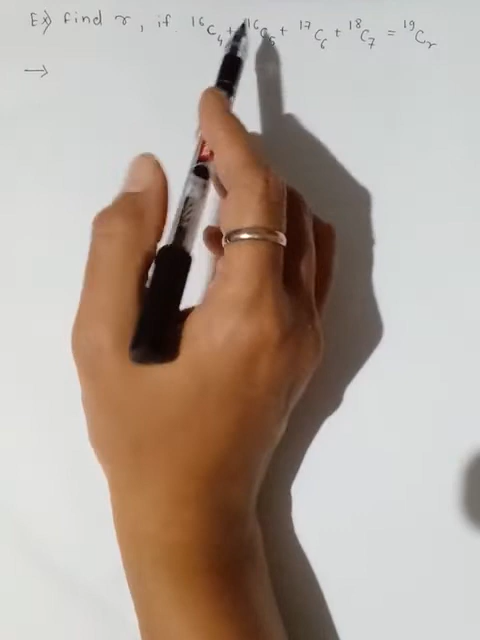 Ex) Find r, if ¹⁶C₄ + ¹⁶C₅ + ¹⁷C₆ + ¹⁸C₇ = ¹⁹Cᵣ
→